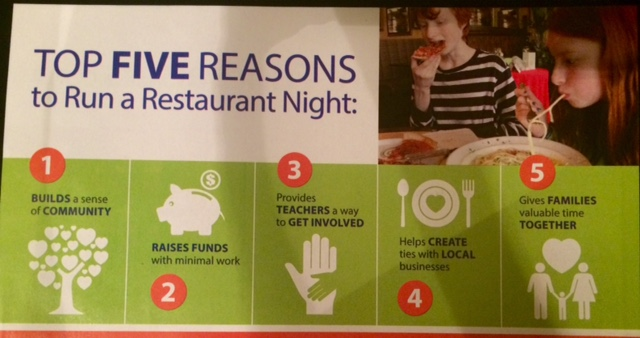 TOP FIVE REASONS
to Run a Restaurant Night:
1
BUILDS a sense
of COMMUNITY
$
RAISES FUNDS
with minimal work
2
3
Provides
TEACHERS a way
to GET INVOLVED
Helps CREATE
ties with LOCAL
businesses
4
5
Gives FAMILIES
valuable time
TOGETHER